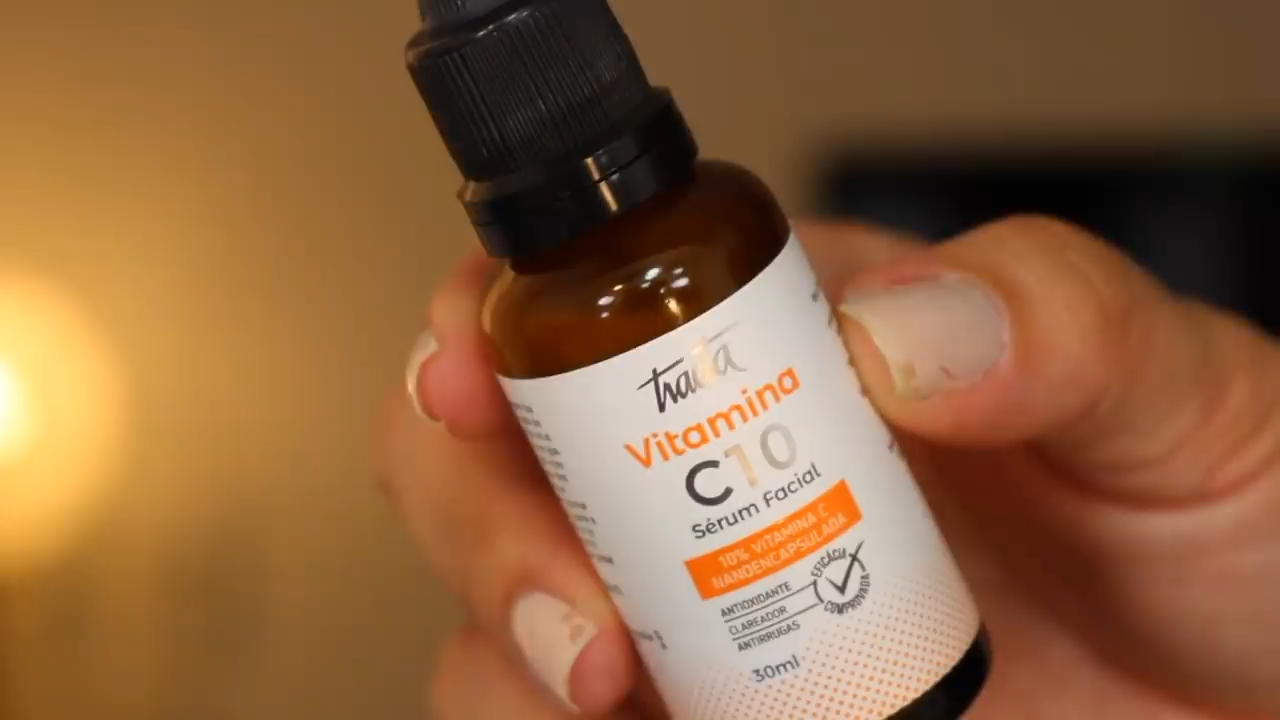 tracta
Vitamina
C10
Sérum Facial
10% VITAMINA C
NANOENCAPSULADA
ANTIOXIDANTE
CLAREADOR
ANTIRRUGAS
EFICÁCIA
COMPROVADA
30ml